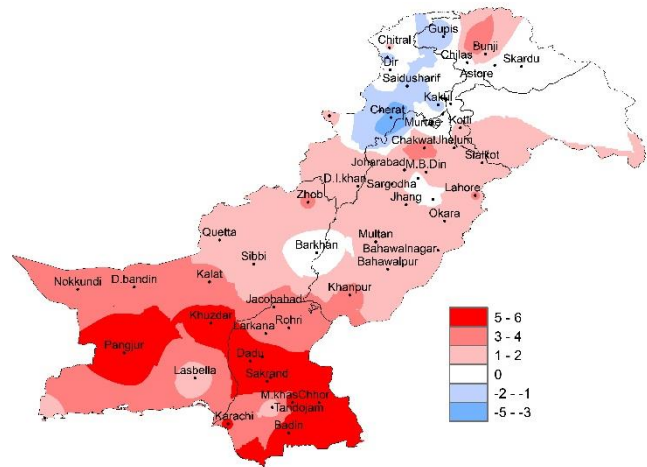 Gupis
Chitral
Bunji
Chilas
Dir
Skardu
Astore
Saidusharif
Kakul
Cherat
Murree
Kotli
Chakwal Jhelum
Sialkot
Joharabad M.B.Din
D.I.khan
Sargodha
Lahore
Zhob
Jhang
Okara
Quetta
Multan
Barkhan
Bahawalnagar
Sibbi
Bahawalpur
Kalat
Nokkundi
D.bandin
Khanpur
Jacobabad
Khuzdar
Rohri
Larkana
Pangjur
Dadu
Lasbella
Sakrand
M.khas Chhor
Tandojam
Karachi
Badin
5 - 6
3 - 4
1 - 2
0
-2 - -1
-5 - -3